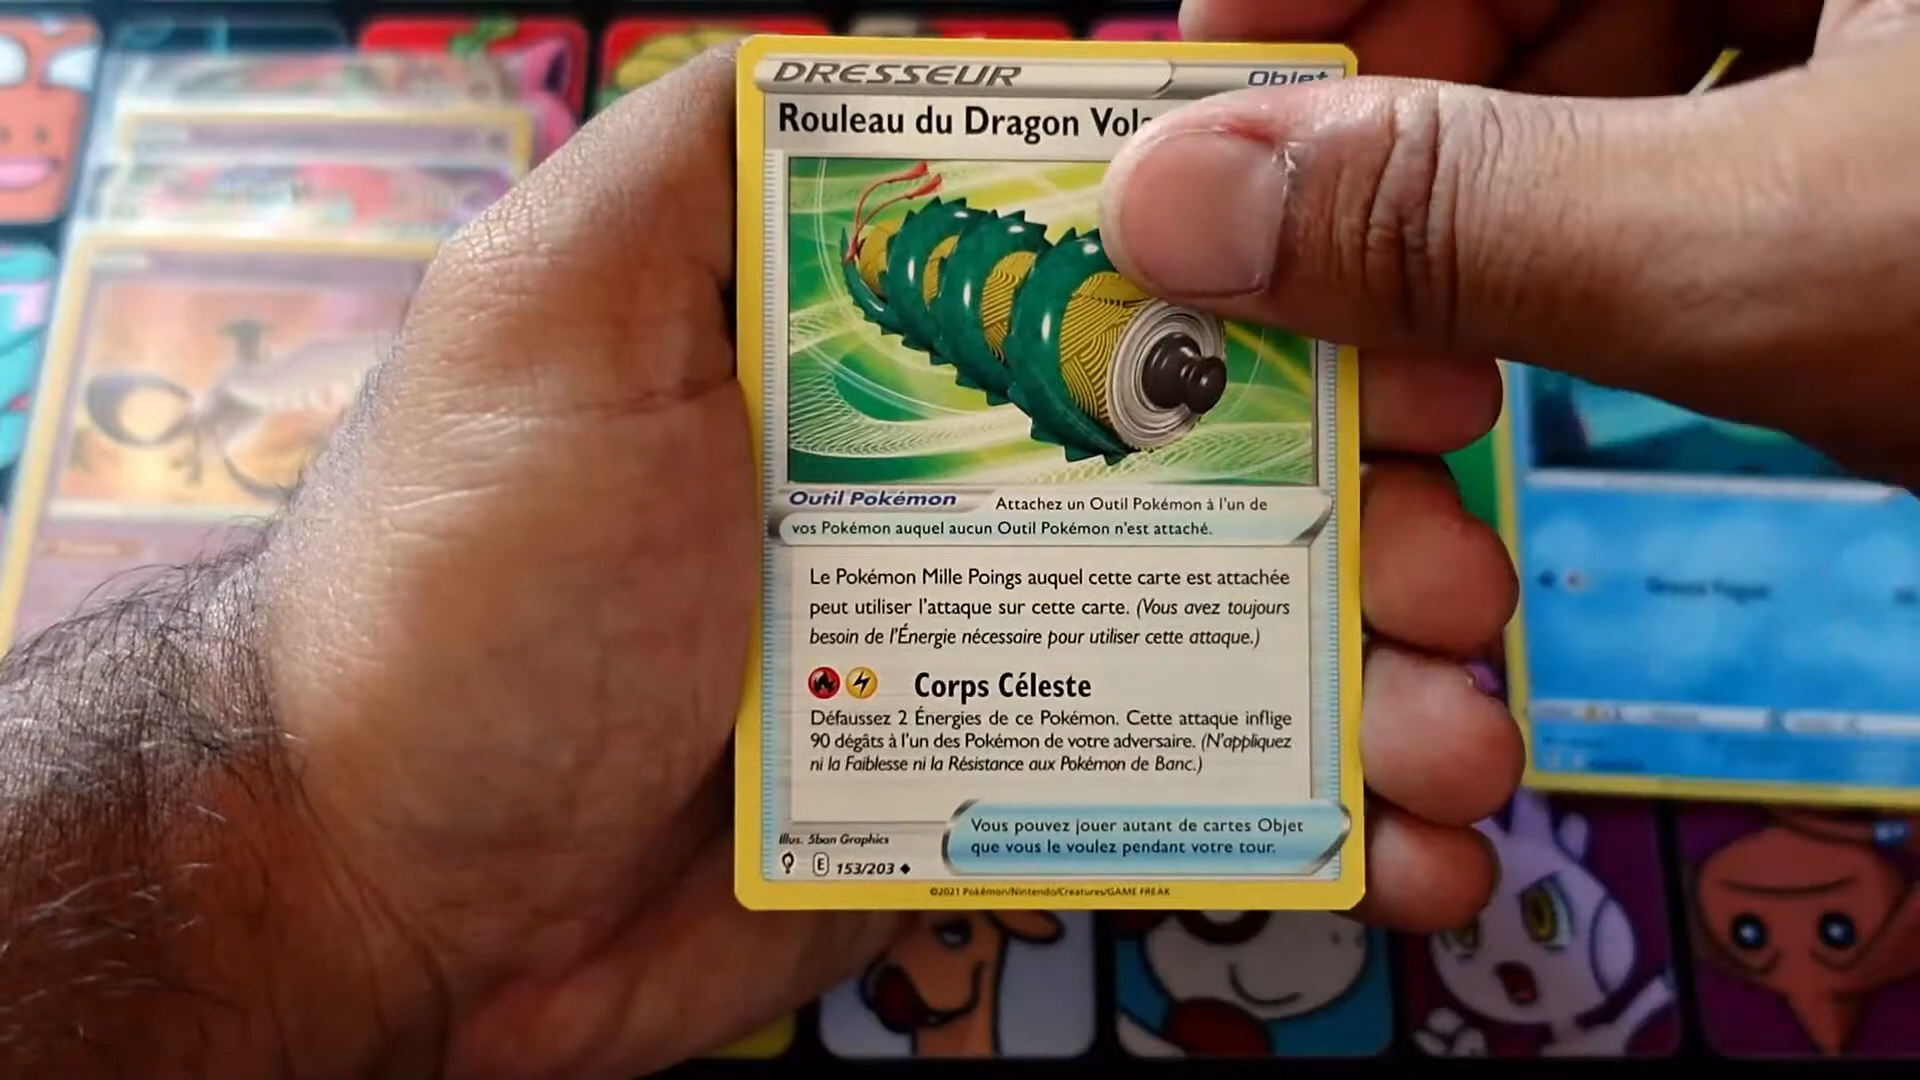 DRESSEUR
Objet
Rouleau du Dragon
Outil Pokémon
Attachez un Outil Pokémon à l'un de
vos Pokémon auquel aucun Outil Pokémon n'est attaché.
Le Pokémon Mille Poings auquel cette carte est attachée
peut utiliser l'attaque sur cette carte. (Vous avez toujours
besoin de l'Énergie nécessaire pour utiliser cette attaque.)
Corps Céleste
Défaussez 2 Énergies de ce Pokémon. Cette attaque inflige
90 dégâts à l'un des Pokémon de votre adversaire. (N'appliquez
ni la Faiblesse ni la Résistance aux Pokémon de Banc.)
Vous pouvez jouer autant de cartes Objet
que vous le voulez pendant votre tour.
Illus. 5ban Graphics
E 153/203
©2021 Pokémon/Nintendo/Creatures/GAME FREAK